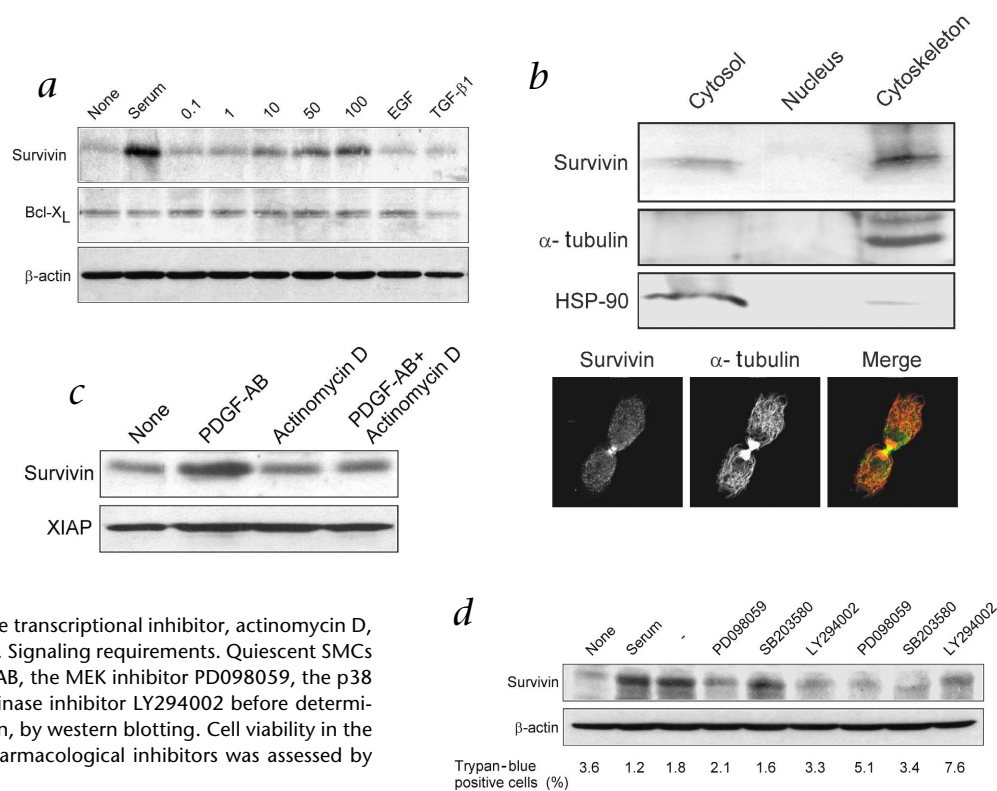 a
None Serum 0.1 1 10 50 100 EGF TGF-β1
Survivin
Bcl-XL
β-actin
b
Cytosol Nucleus Cytoskeleton
Survivin
α- tubulin
HSP-90
Survivin α- tubulin Merge
c
None PDGF-AB Actinomycin D PDGF-AB+
Actinomycin D
Survivin
XIAP
e transcriptional inhibitor, actinomycin D,
. Signaling requirements. Quiescent SMCs
AB, the MEK inhibitor PD098059, the p38
inase inhibitor LY294002 before determi-
n, by western blotting. Cell viability in the
armacological inhibitors was assessed by
d
None Serum - PD098059 SB203580 LY294002 PD098059 SB203580 LY294002
Survivin
β-actin
Trypan-blue
positive cells (%) 3.6 1.2 1.8 2.1 1.6 3.3 5.1 3.4 7.6